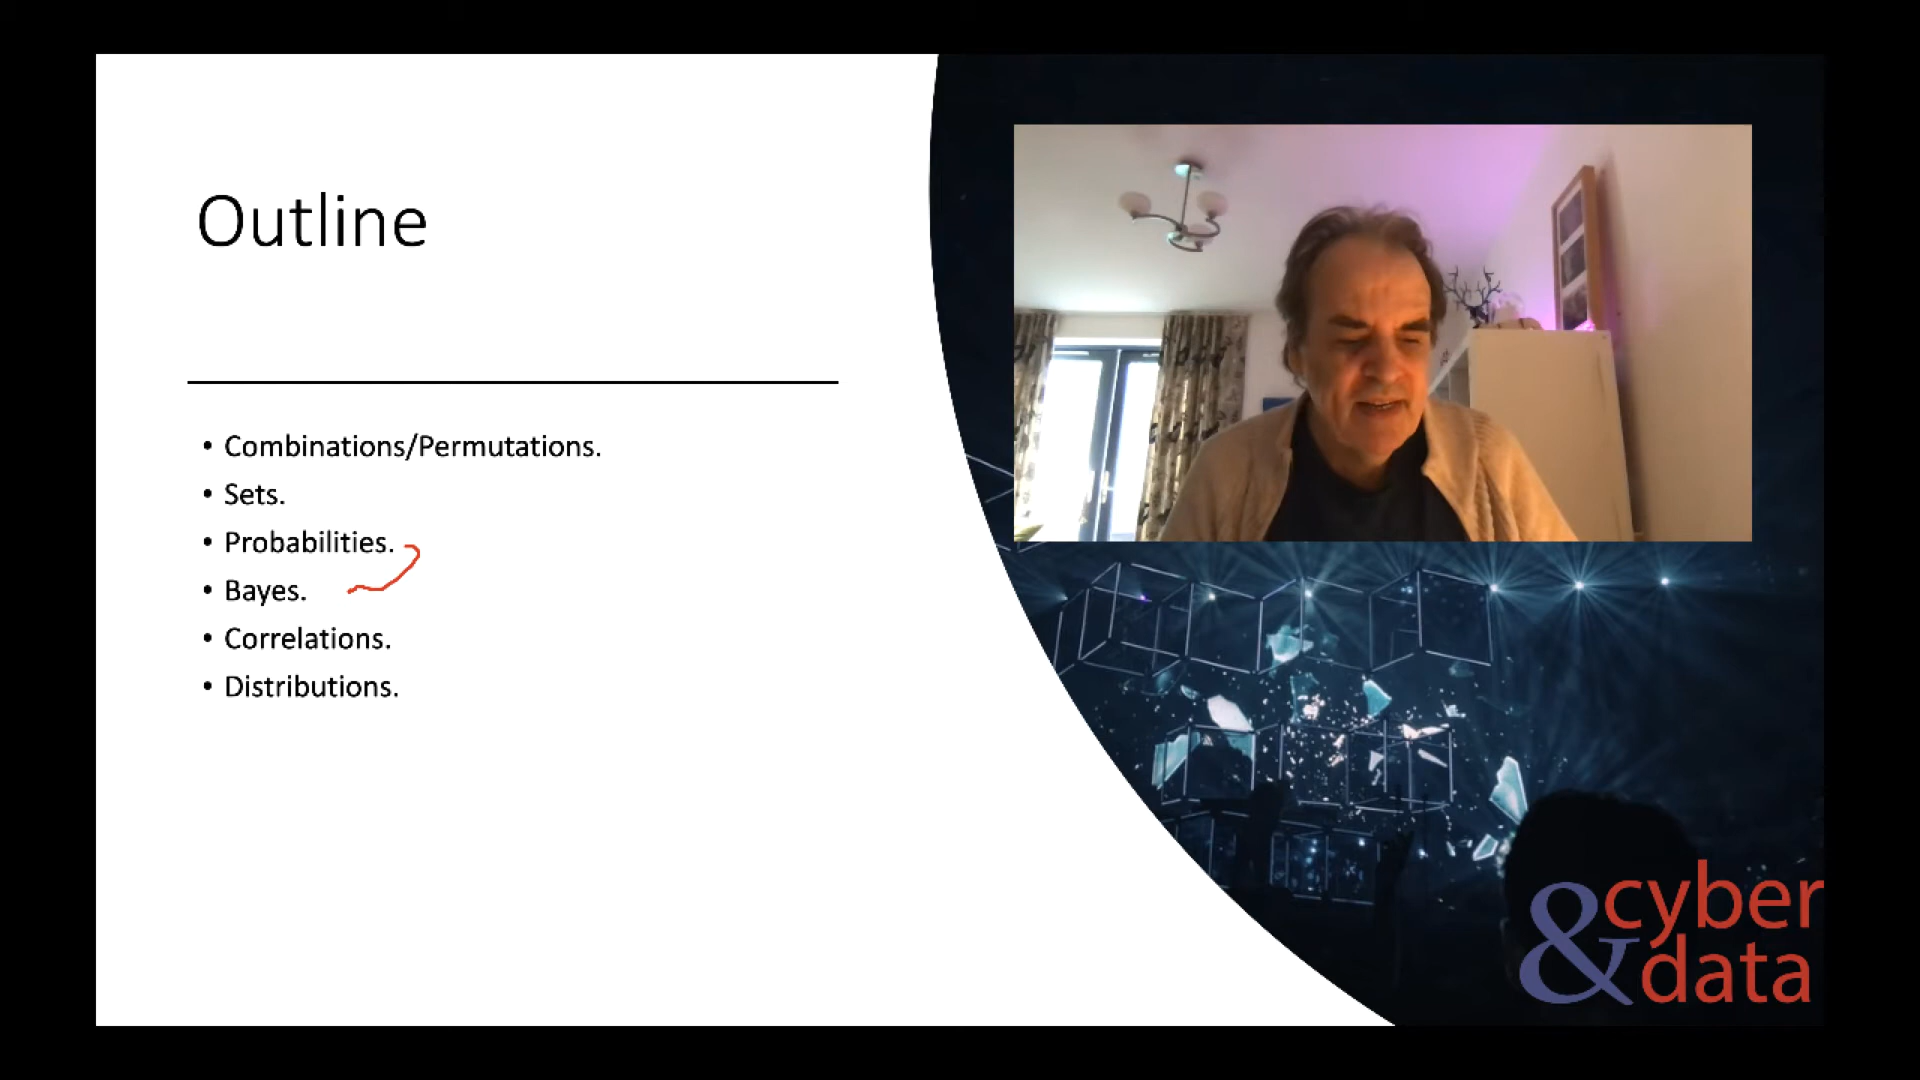 Outline
• Combinations/Permutations.
• Sets.
• Probabilities.
• Bayes.
• Correlations.
• Distributions.
&cyber
data